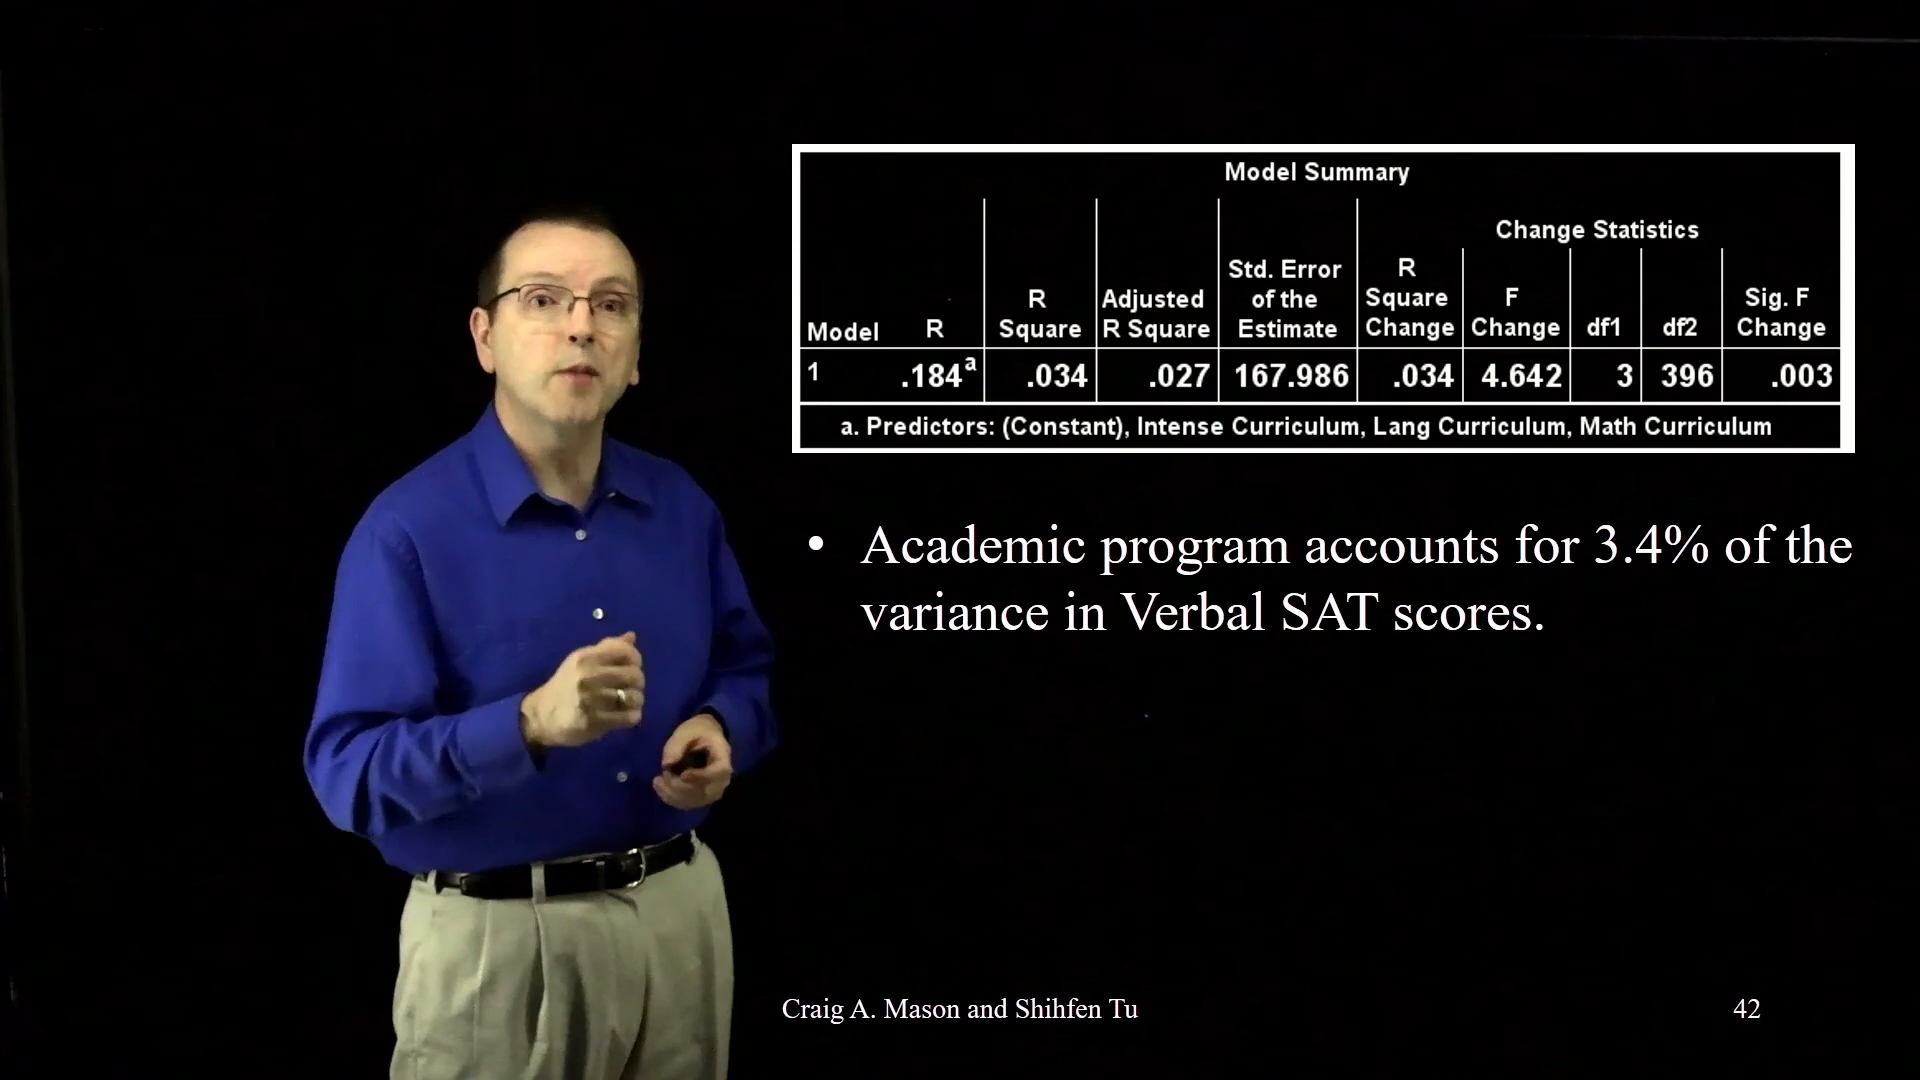 Model Summary
Change Statistics
Model R R Square Adjusted R Square Std. Error of the Estimate R Square Change F Change df1 df2 Sig. F Change
1 .184a .034 .027 167.986 .034 4.642 3 396 .003
a. Predictors: (Constant), Intense Curriculum, Lang Curriculum, Math Curriculum
• Academic program accounts for 3.4% of the
variance in Verbal SAT scores.
Craig A. Mason and Shihfen Tu 42